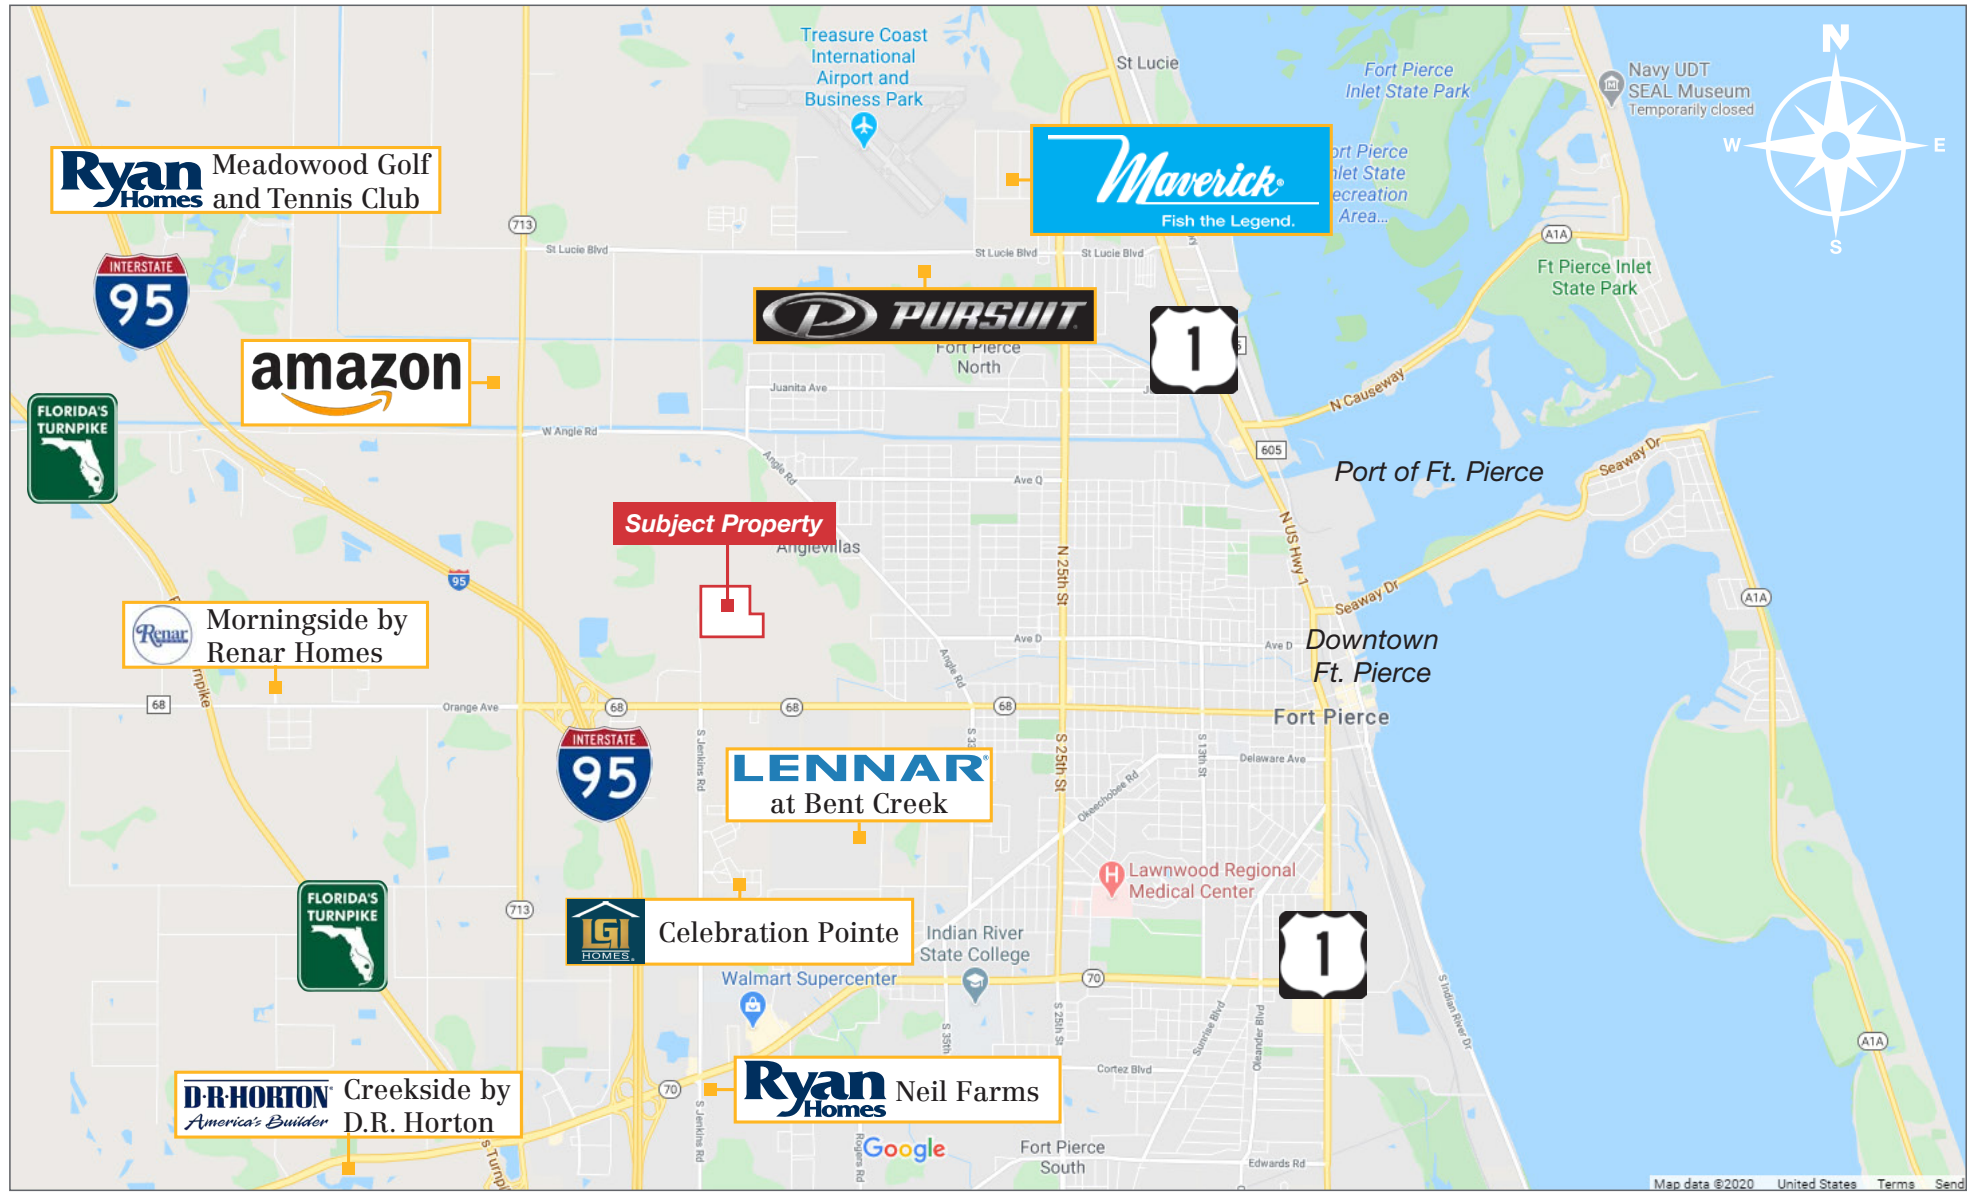 Treasure Coast
International
Airport and
Business Park
St Lucie
Fort Pierce
Inlet State Park
Navy UDT
SEAL Museum
Temporarily closed
N
W
E
S
Ryan
Homes
Meadowood Golf
and Tennis Club
Maverick®
Fish the Legend.
ort Pierce
nlet State
ecreation
Area...
713
St Lucie Blvd
St Lucie Blvd
St Lucie Blvd
A1A
Ft Pierce Inlet
State Park
INTERSTATE
95
PURSUIT
Fort Pierce
North
1
amazon
Juanita Ave
N Causeway
FLORIDA'S
TURNPIKE
W Angle Rd
Angle Rd
605
Seaway Dr
Port of Ft. Pierce
Ave Q
Subject Property
Anglevillas
N US Hwy 1
N 25th St
95
Seaway Dr
A1A
Renar
Morningside by
Renar Homes
Ave D
Ave D
Downtown
Ft. Pierce
Angle Rd
rnpike
68
Orange Ave
68
68
68
Fort Pierce
INTERSTATE
95
S Jenkins Rd
S 33
S 25th St
S 13th St
Delaware Ave
LENNAR®
at Bent Creek
Okeechobee Rd
Lawnwood Regional
Medical Center
FLORIDA'S
TURNPIKE
713
LGI
HOMES®
Celebration Pointe
Indian River
State College
1
Walmart Supercenter
70
S Indian River Dr
S 35th
S 25th St
Sunrise Blvd
Oleander Blvd
A1A
D·R·HORTON
America's Builder
Creekside by
D.R. Horton
70
S Jenkins Rd
Ryan
Homes
Neil Farms
Cortez Blvd
s Turnpi
Rogers Rd
Google
Fort Pierce
South
Edwards Rd
Map data ©2020
United States
Terms
Send